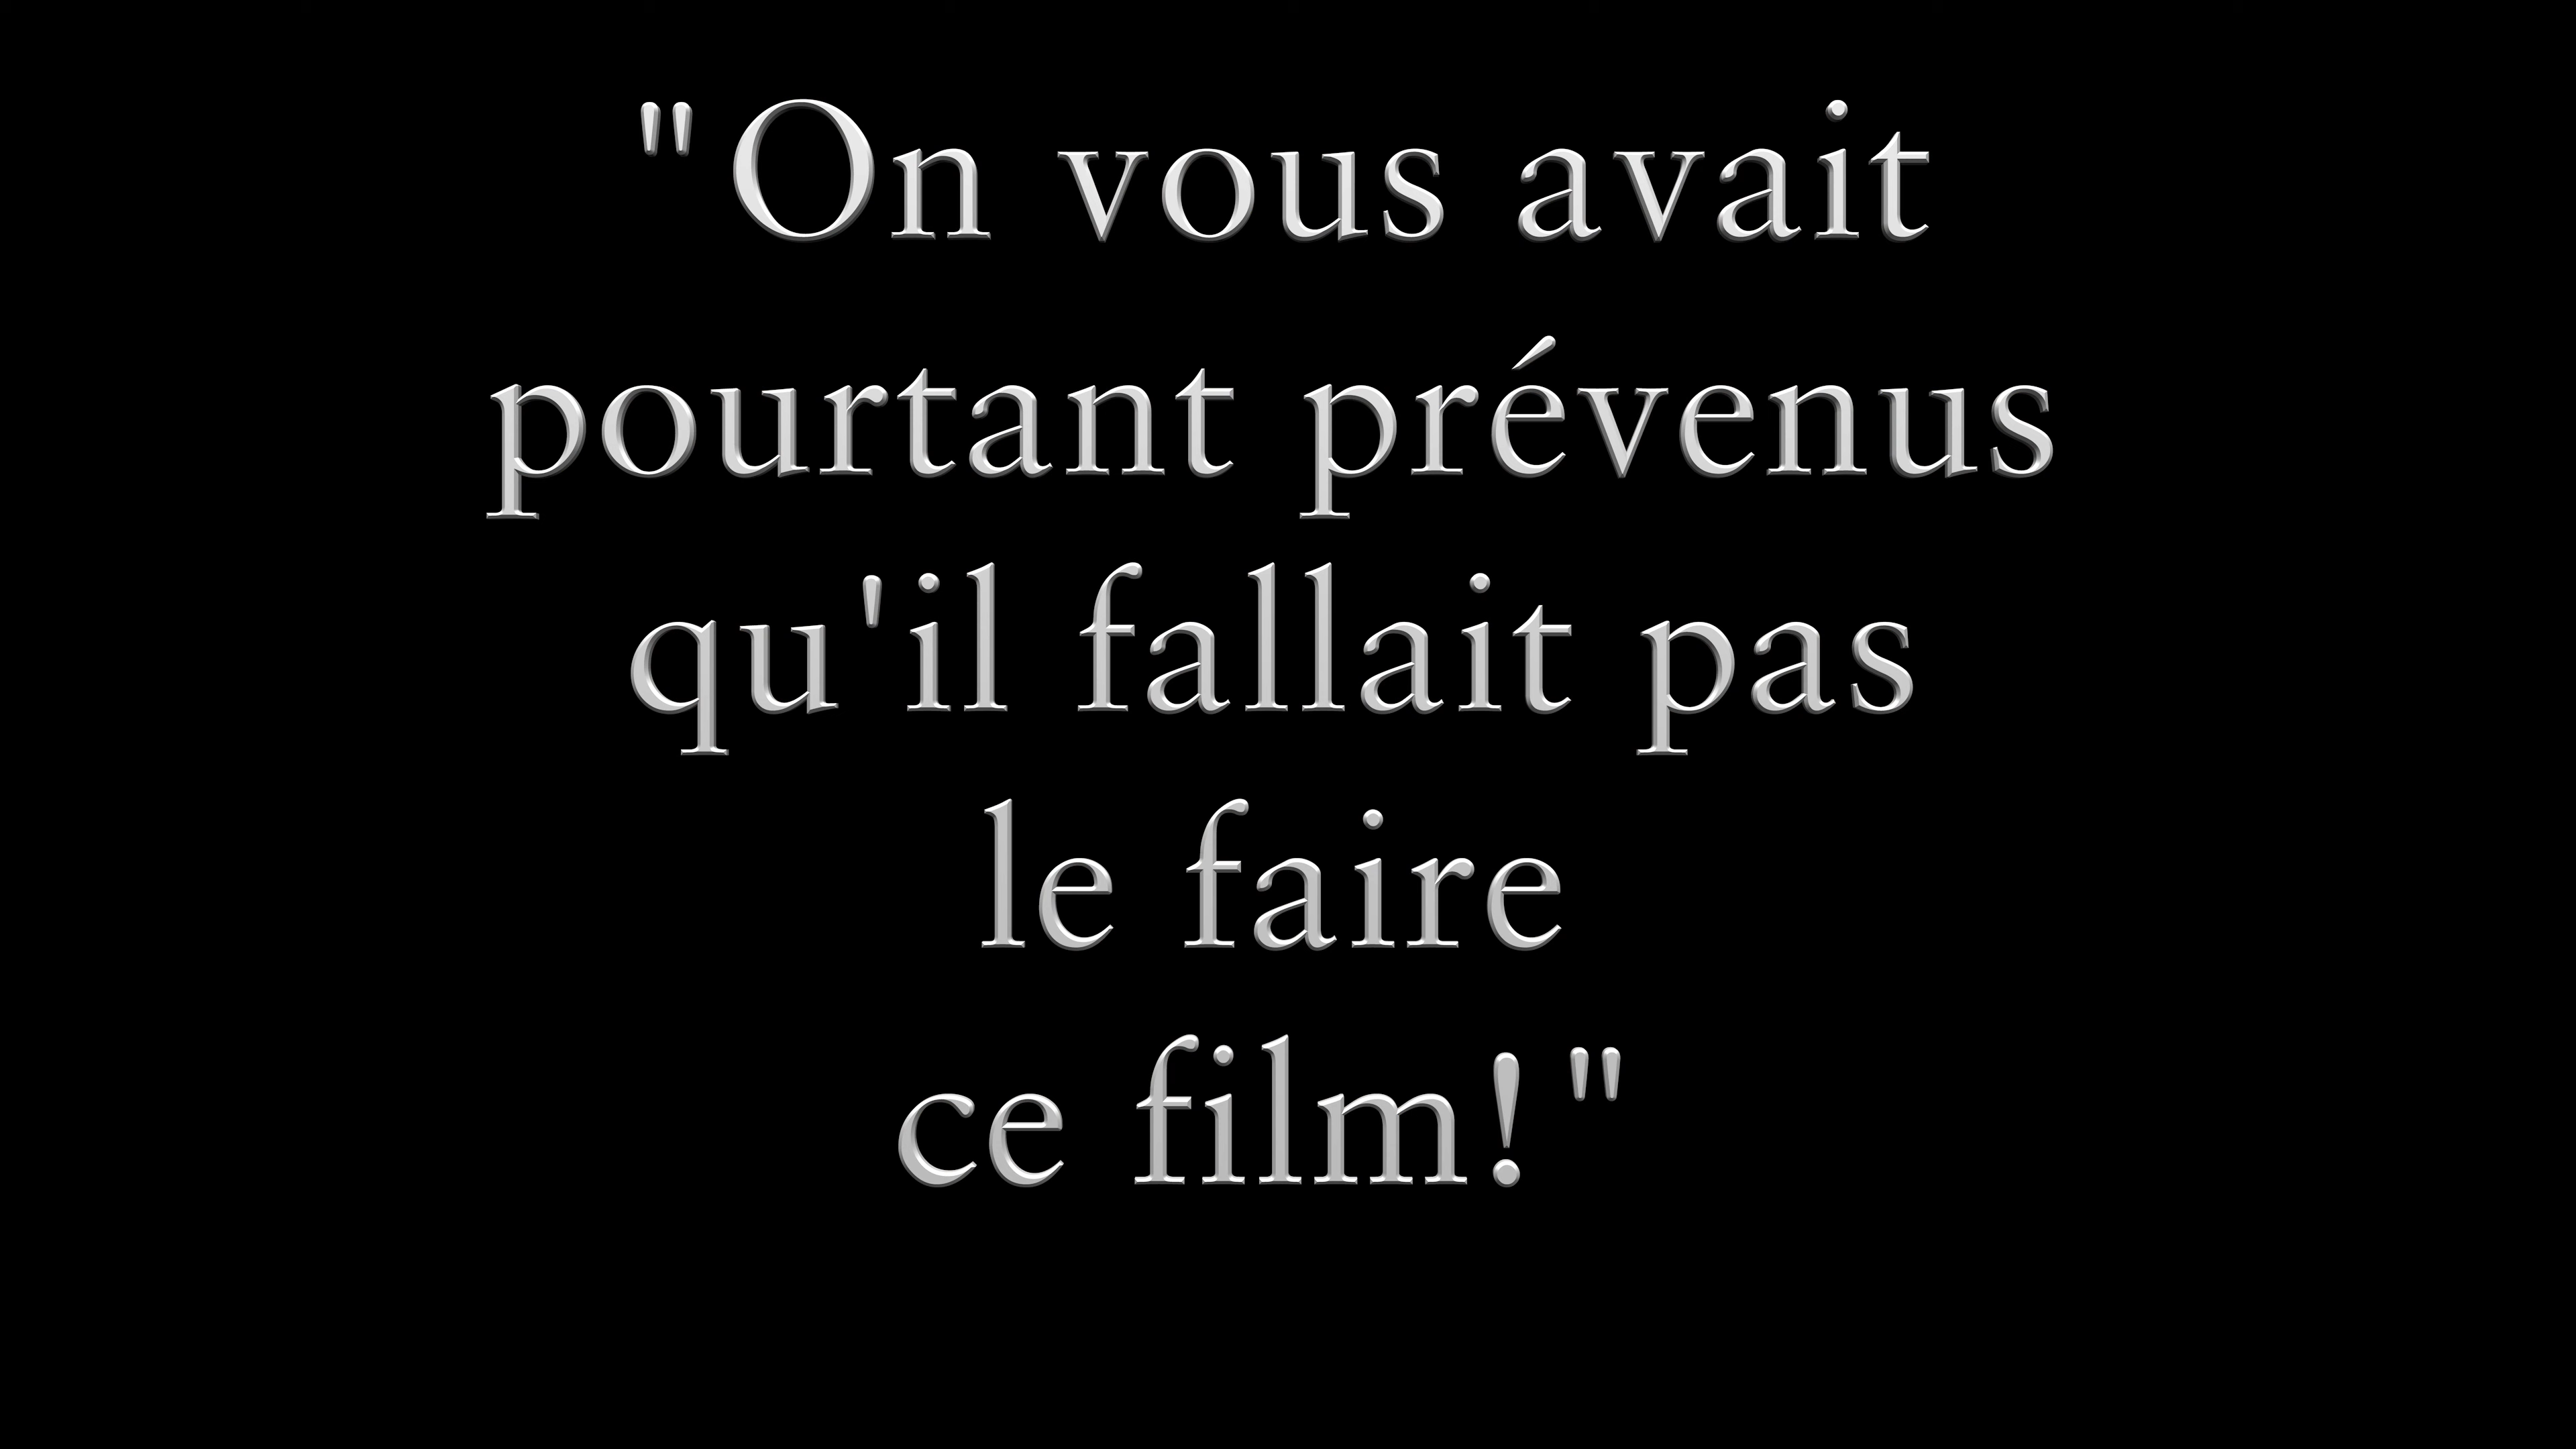 "On vous avait
pourtant prévenus
qu'il fallait pas
le faire
ce film!"